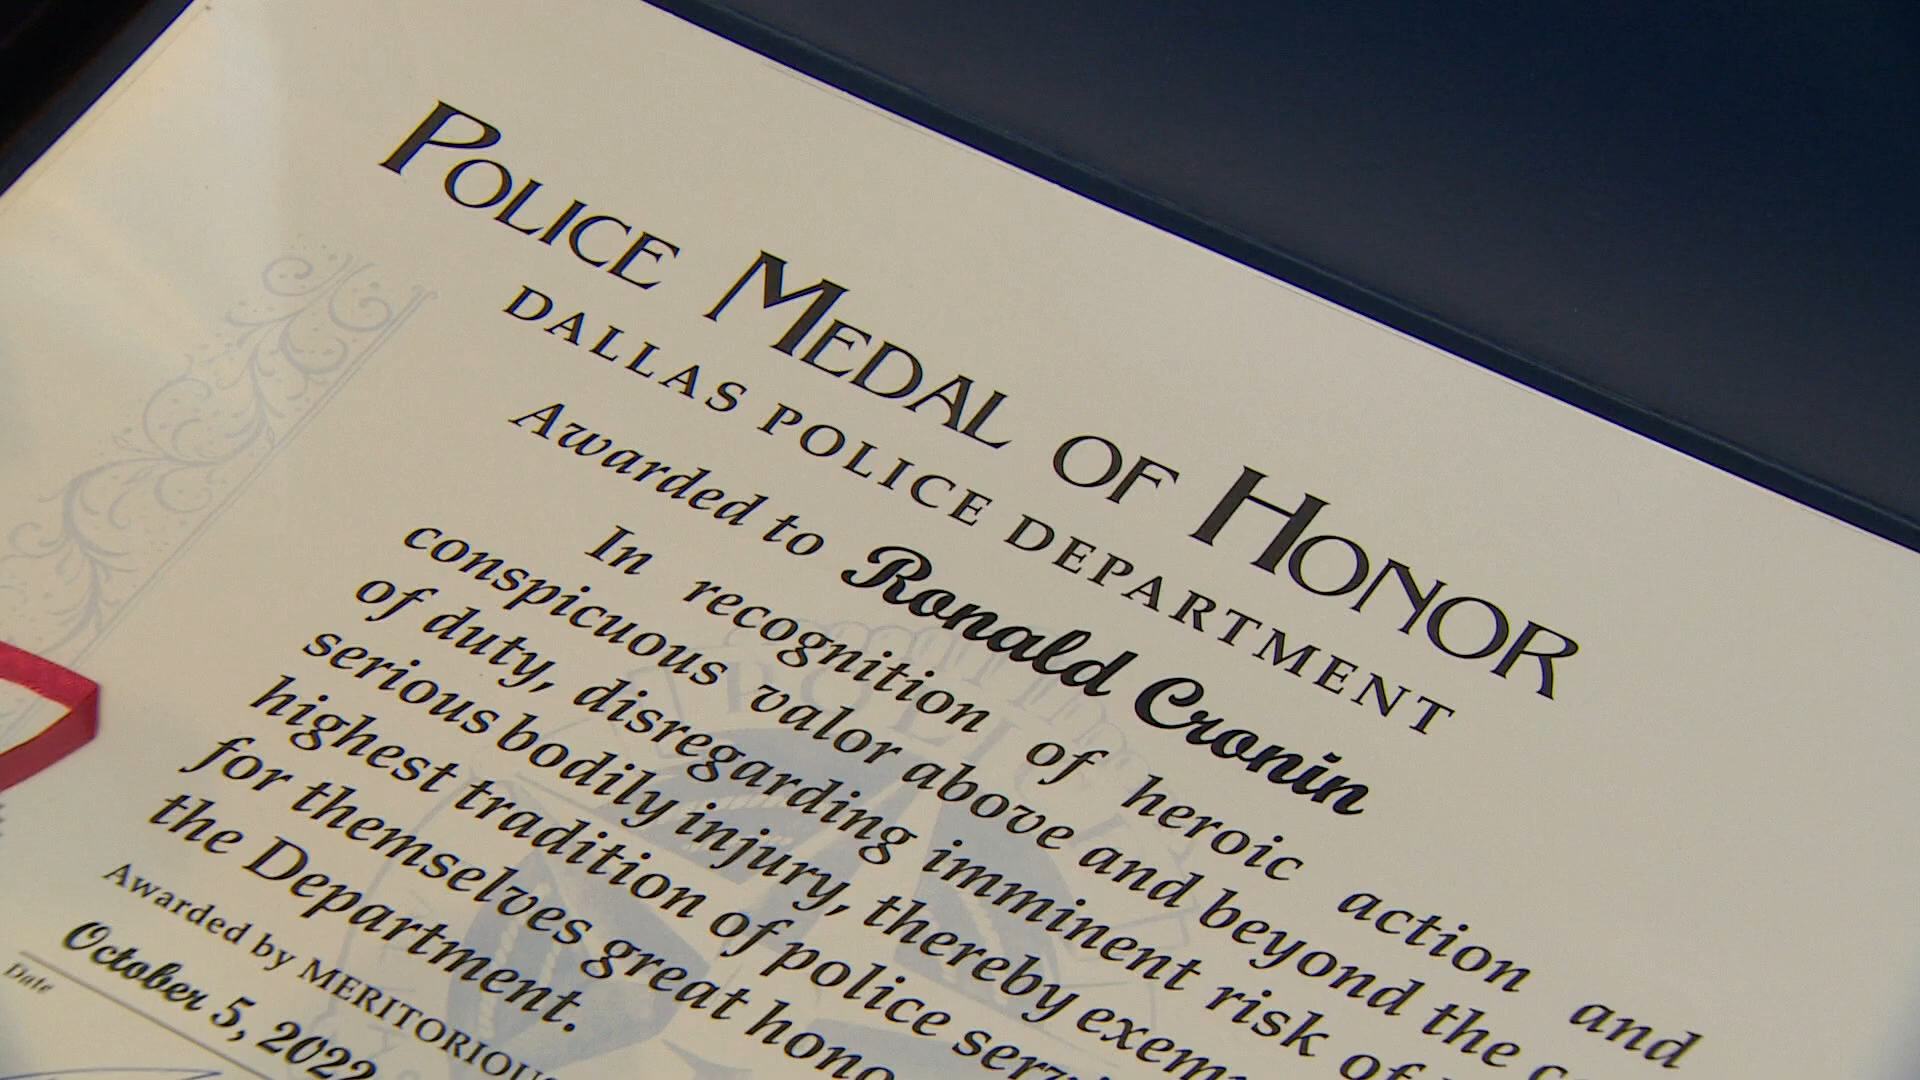 POLICE MEDAL OF HONOR
DALLAS POLICE DEPARTMENT
Awarded to Ronald Cronin
In recognition of heroic action and
conspicuous valor above and beyond the
of duty, disregarding imminent risk of
serious bodily injury, thereby
highest tradition of police
for themselves great
the Department.
Awarded by MERITORIOUS
October 5, 2022
Date
POLICE